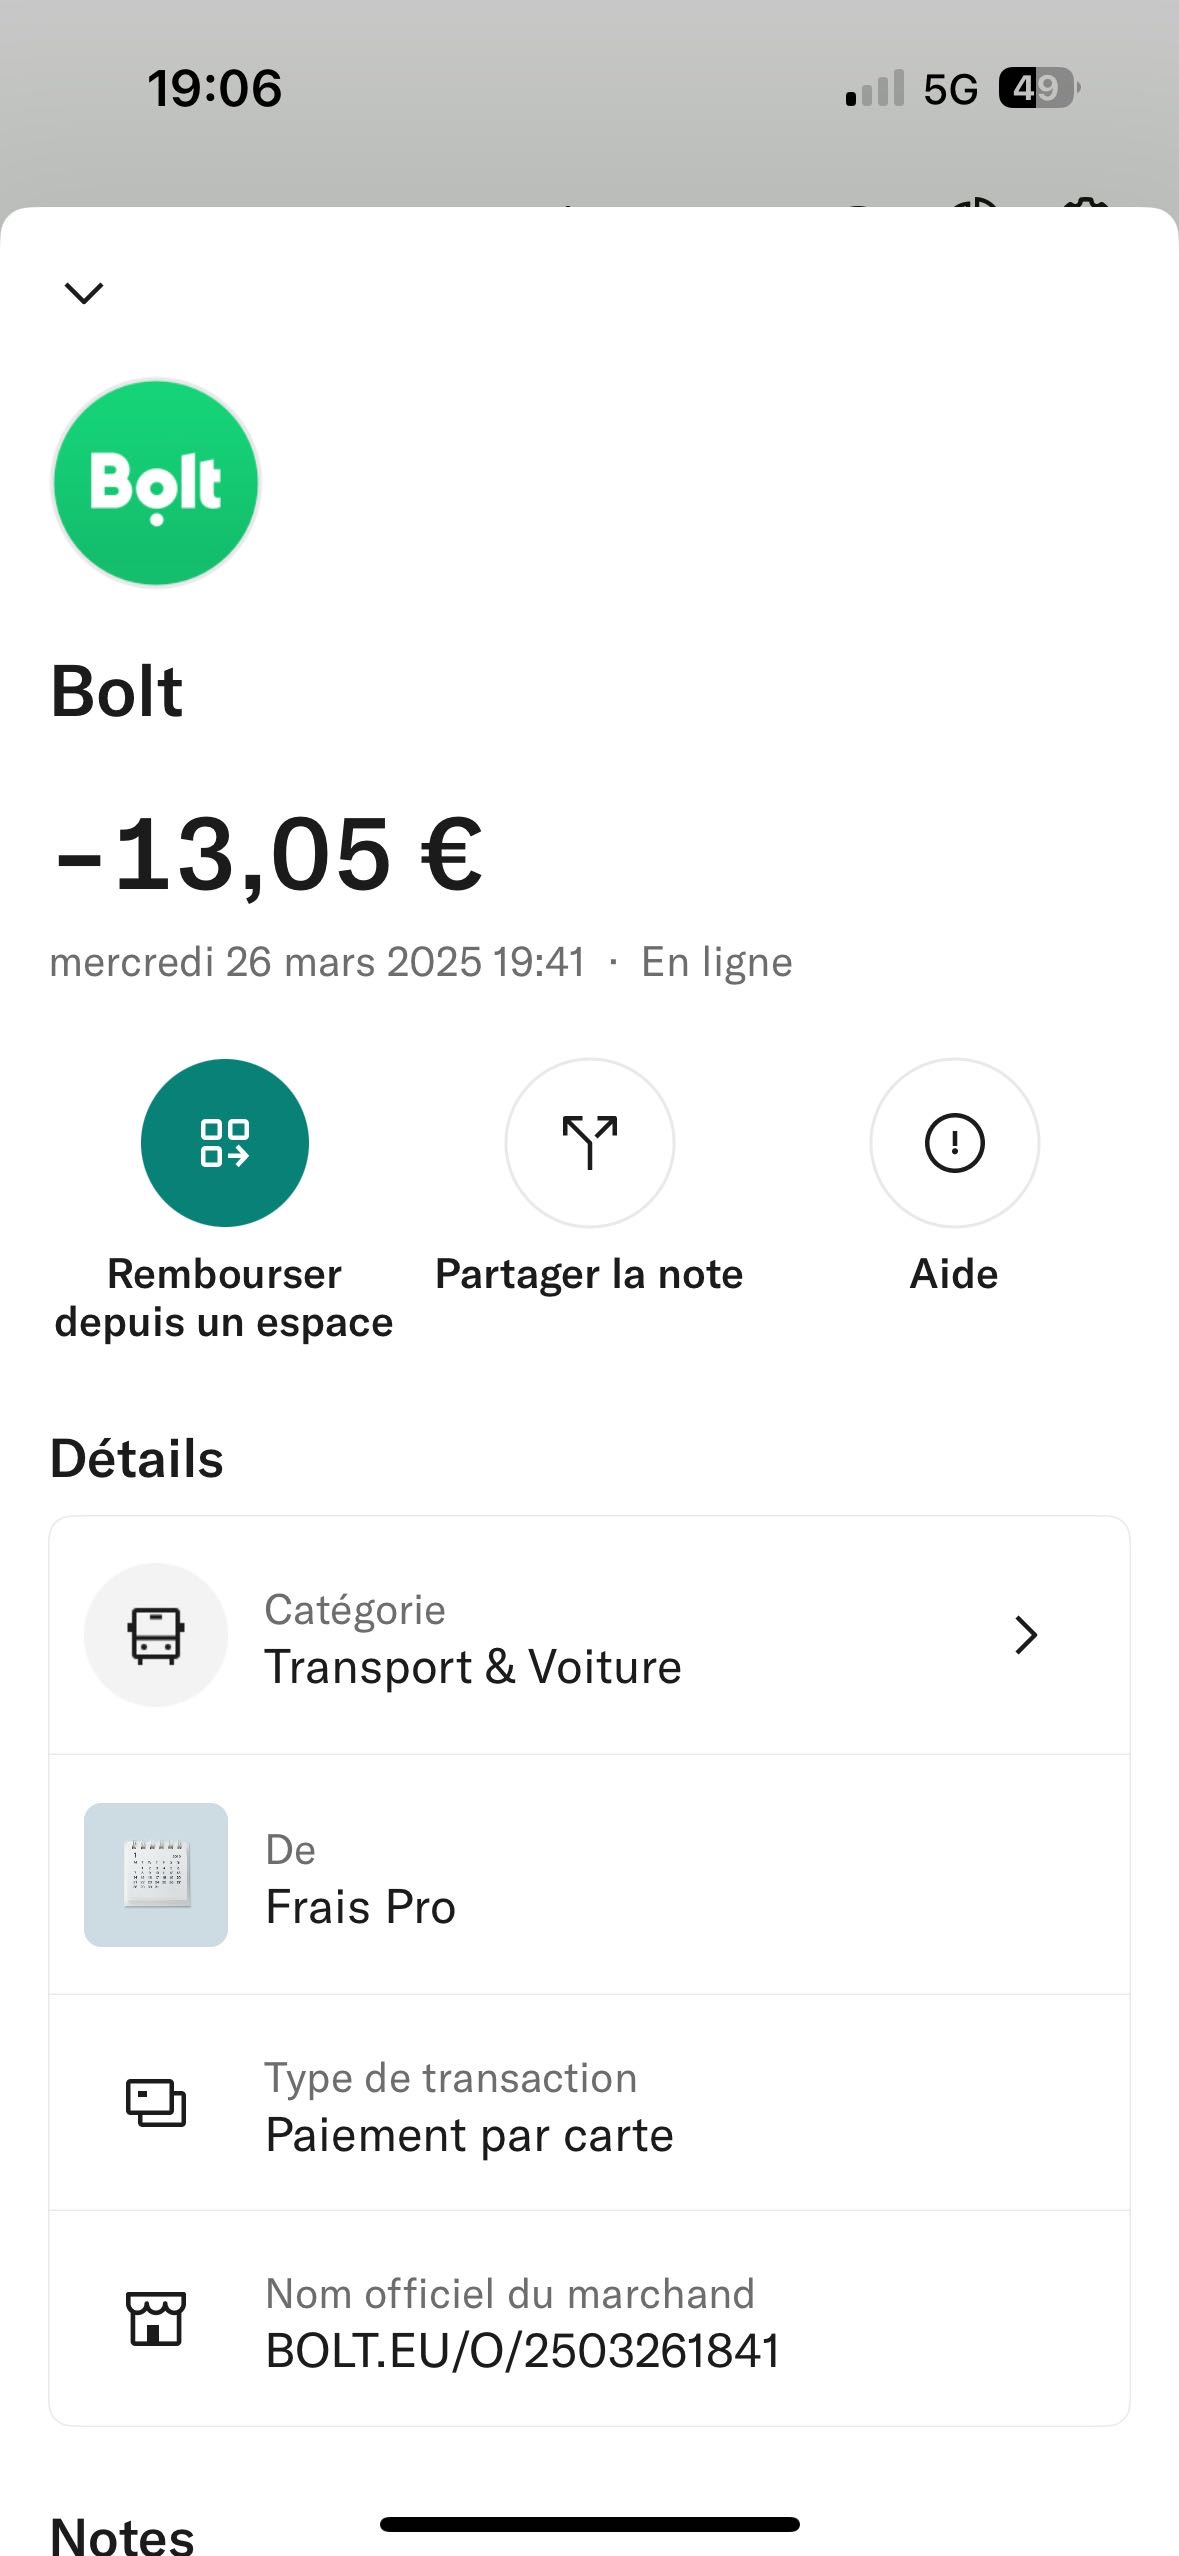 19:06
5G
49
Bolt
Bolt
-13,05 €
mercredi 26 mars 2025 19:41 · En ligne
Rembourser
depuis un espace
Partager la note
Aide
Détails
Catégorie
Transport & Voiture
De
Frais Pro
Type de transaction
Paiement par carte
Nom officiel du marchand
BOLT.EU/O/2503261841
Notes